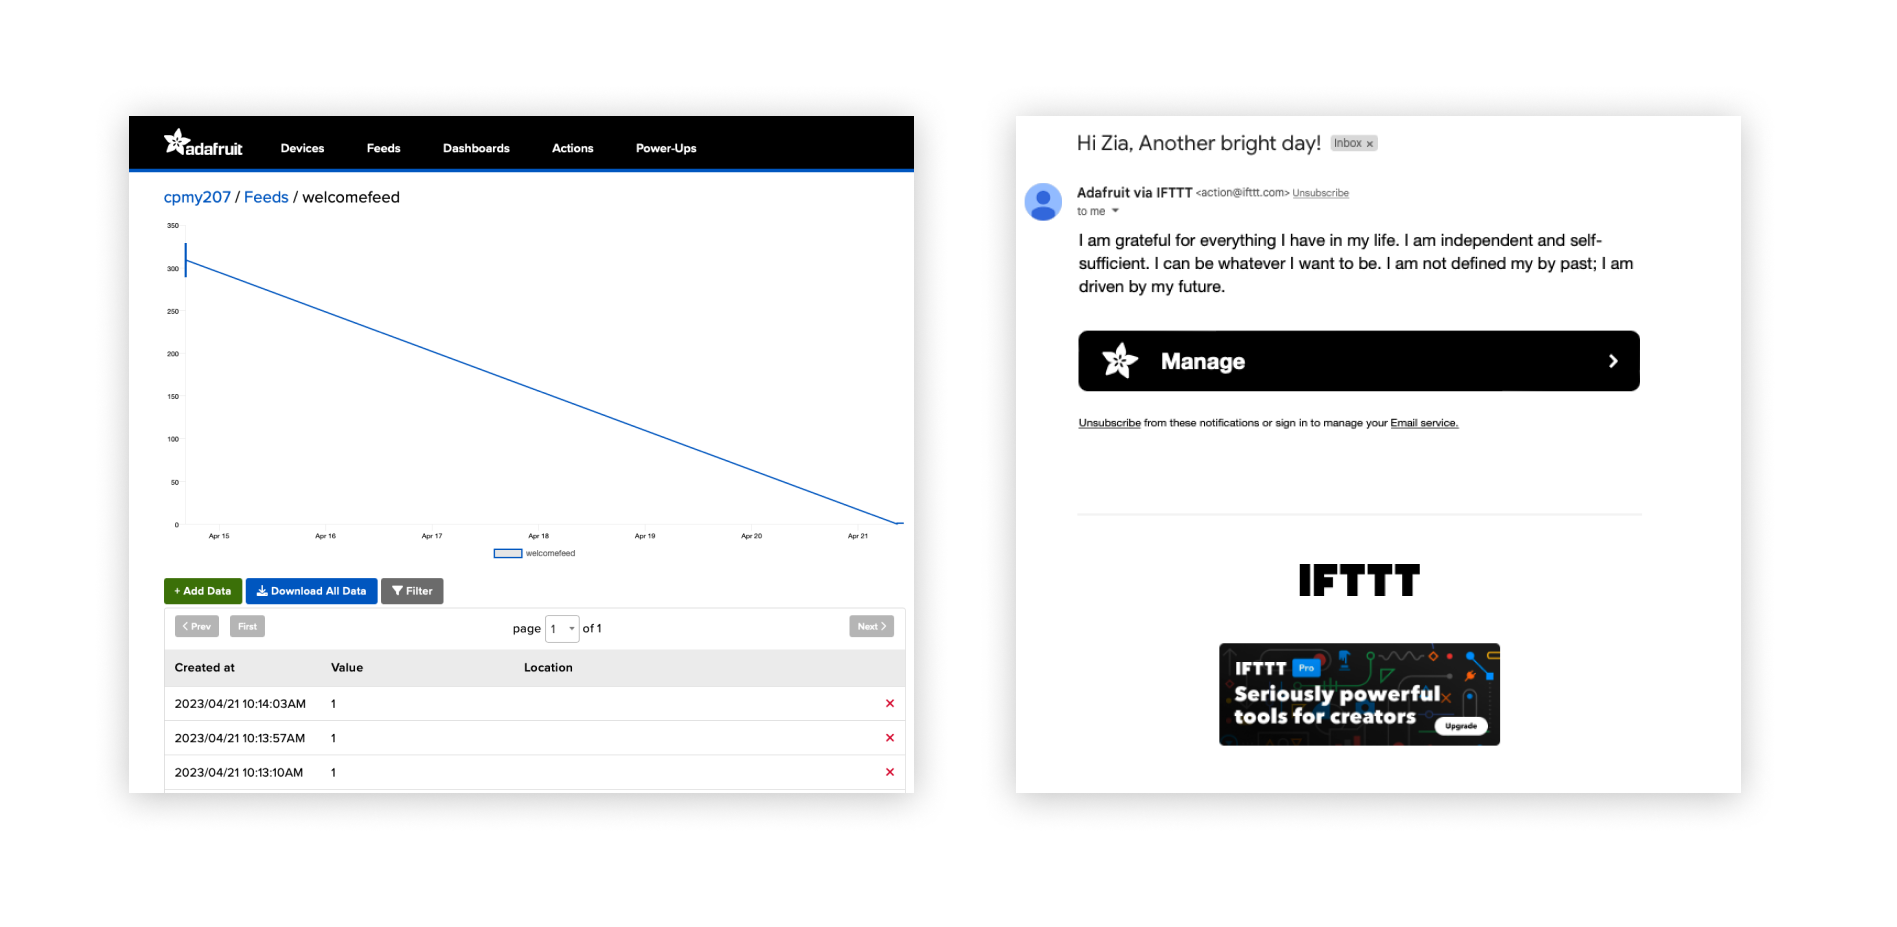 adafruit
Devices Feeds Dashboards Actions Power-Ups
cpmy207 / Feeds / welcomefeed
350
300
250
200
150
100
50
0
Apr 15 Apr 16 Apr 17 Apr 18 Apr 19 Apr 20 Apr 21
welcomefeed
+ Add Data Download All Data Filter
< Prev First page 1 of 1 Next >
Created at Value Location
2023/04/21 10:14:03AM 1 ×
2023/04/21 10:13:57AM 1 ×
2023/04/21 10:13:10AM 1 ×
Hi Zia, Another bright day! Inbox ×
Adafruit via IFTTT <action@ifttt.com> Unsubscribe
to me
I am grateful for everything I have in my life. I am independent and self-
sufficient. I can be whatever I want to be. I am not defined my by past; I am
driven by my future.
Manage
Unsubscribe from these notifications or sign in to manage your Email service.
IFTTT
IFTTT Pro
Seriously powerful
tools for creators
Upgrade